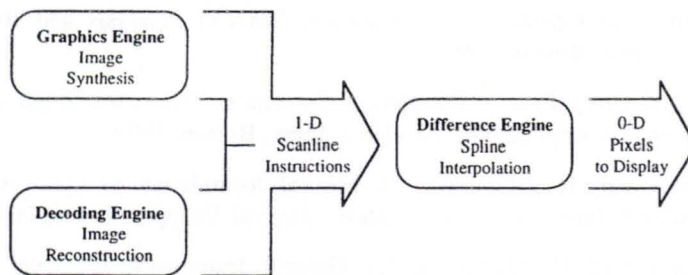 Graphics Engine
Image
Synthesis
Decoding Engine
Image
Reconstruction
1-D
Scanline
Instructions
Difference Engine
Spline
Interpolation
0-D
Pixels
to Display